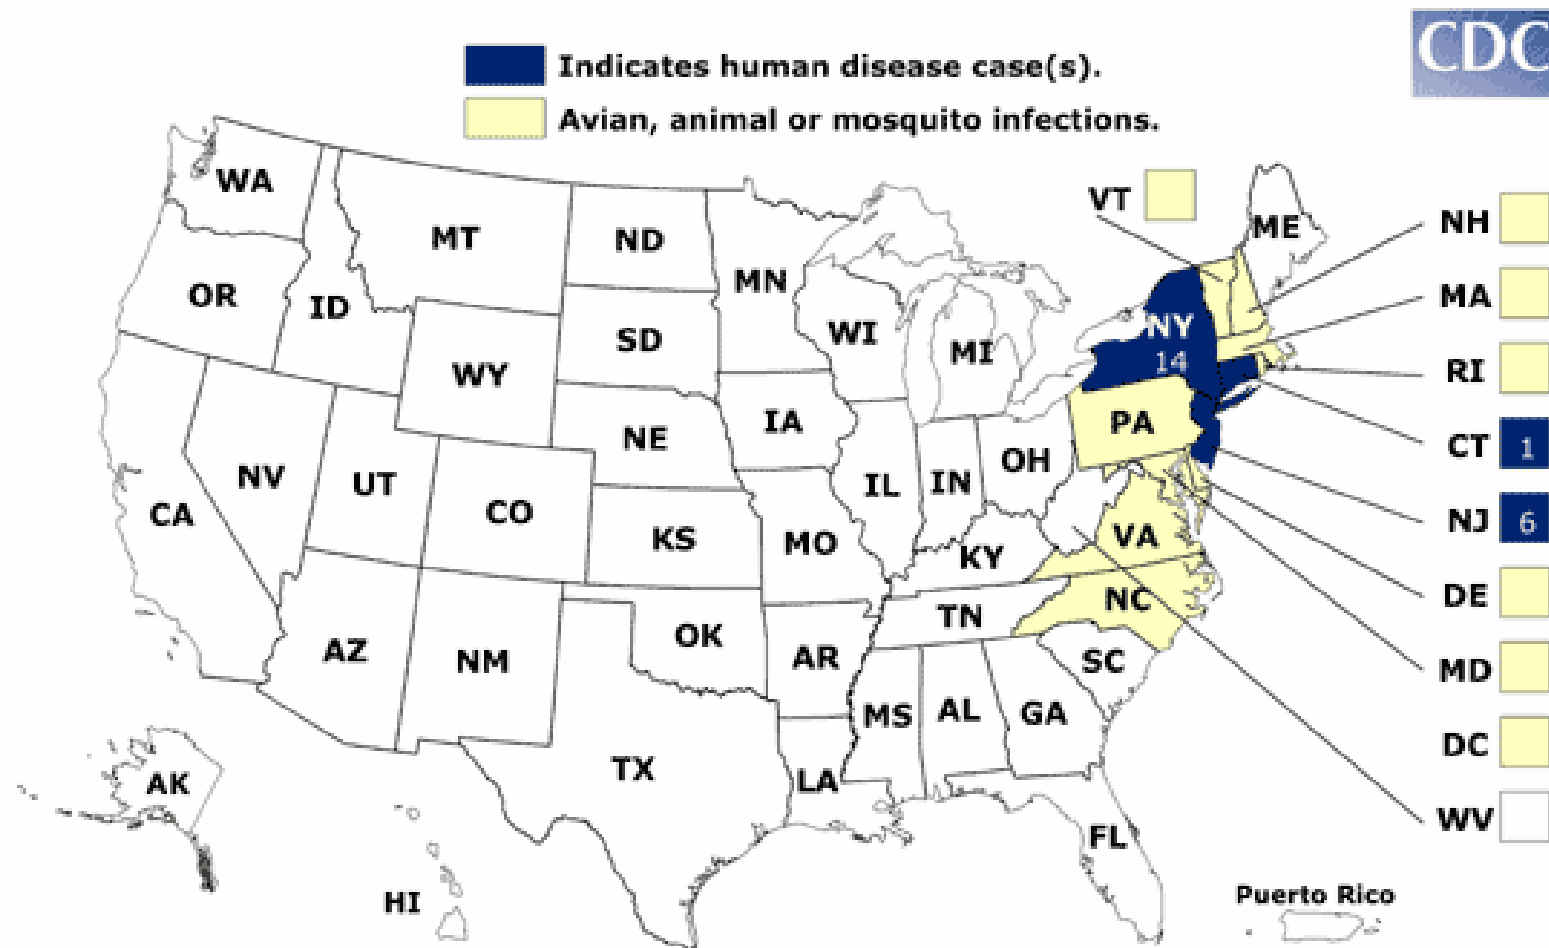 CDC
Indicates human disease case(s).
Avian, animal or mosquito infections.
WA
VT
NH
ME
MT
ND
MN
OR
ID
MA
SD
WI
NY
MI
14
WY
RI
IA
PA
NE
CT 1
OH
NV
UT
IL
IN
CA
CO
NJ 6
KS
MO
VA
KY
DE
NC
TN
OK
AZ
NM
AR
SC
MD
MS
AL
GA
DC
TX
LA
AK
WV
FL
HI
Puerto Rico